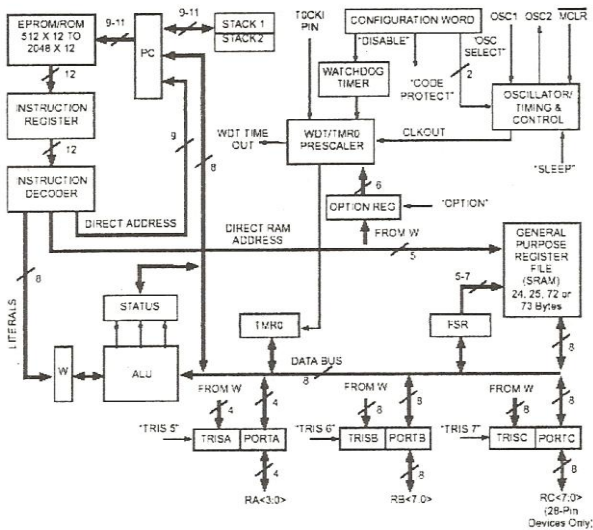 EPROM/ROM
512 X 12 TO
2048 X 12
9-11
PC
9-11
STACK 1
STACK 2
T0CKI
PIN
CONFIGURATION WORD
OSC1
OSC2
MCLR
"DISABLE"
"OSC
SELECT"
WATCHDOG
TIMER
"CODE
PROTECT"
2
OSCILLATOR/
TIMING &
CONTROL
12
INSTRUCTION
REGISTER
9
8
WDT TIME
OUT
WDT/TMR0
PRESCALER
CLKOUT
12
"SLEEP"
INSTRUCTION
DECODER
6
OPTION REG
"OPTION"
DIRECT ADDRESS
DIRECT RAM
ADDRESS
FROM W
5
GENERAL
PURPOSE
REGISTER
FILE
(SRAM)
24, 25, 72 or
73 Bytes
LITERALS
8
STATUS
5-7
TMR0
FSR
8
W
ALU
DATA BUS
8
FROM W
4
4
FROM W
8
8
FROM W
8
8
"TRIS 5"
TRISA
PORTA
"TRIS 6"
TRISB
PORTB
"TRIS 7"
TRISC
PORTC
4
8
8
RA<3:0>
RB<7:0>
RC<7:0>
(28-Pin
Devices Only)